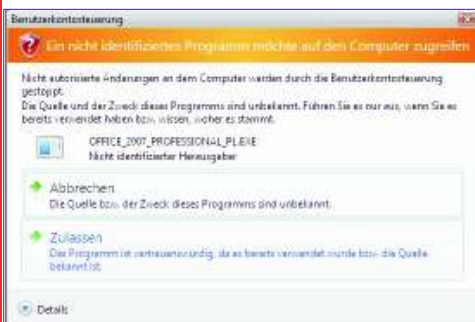 Benutzerkontensteuerung
Ein nicht identifiziertes Programm möchte auf den Computer zugreifen
Nicht autorisierte Änderungen an dem Computer werden durch die Benutzerkontensteuerung
gestoppt.
Die Quelle und der Zweck dieses Programms sind unbekannt. Führen Sie es nur aus, wenn Sie es
bereits verwendet haben bzw. wissen, woher es stammt.
OFFICE_2007_PROFESSIONAL_PL.EXE
Nicht identifizierter Herausgeber
Abbrechen
Die Quelle bzw. der Zweck dieses Programms sind unbekannt.
Zulassen
Das Programm ist vertrauenswürdig, da es bereits verwendet wurde bzw. die Quelle
bekannt ist.
Details